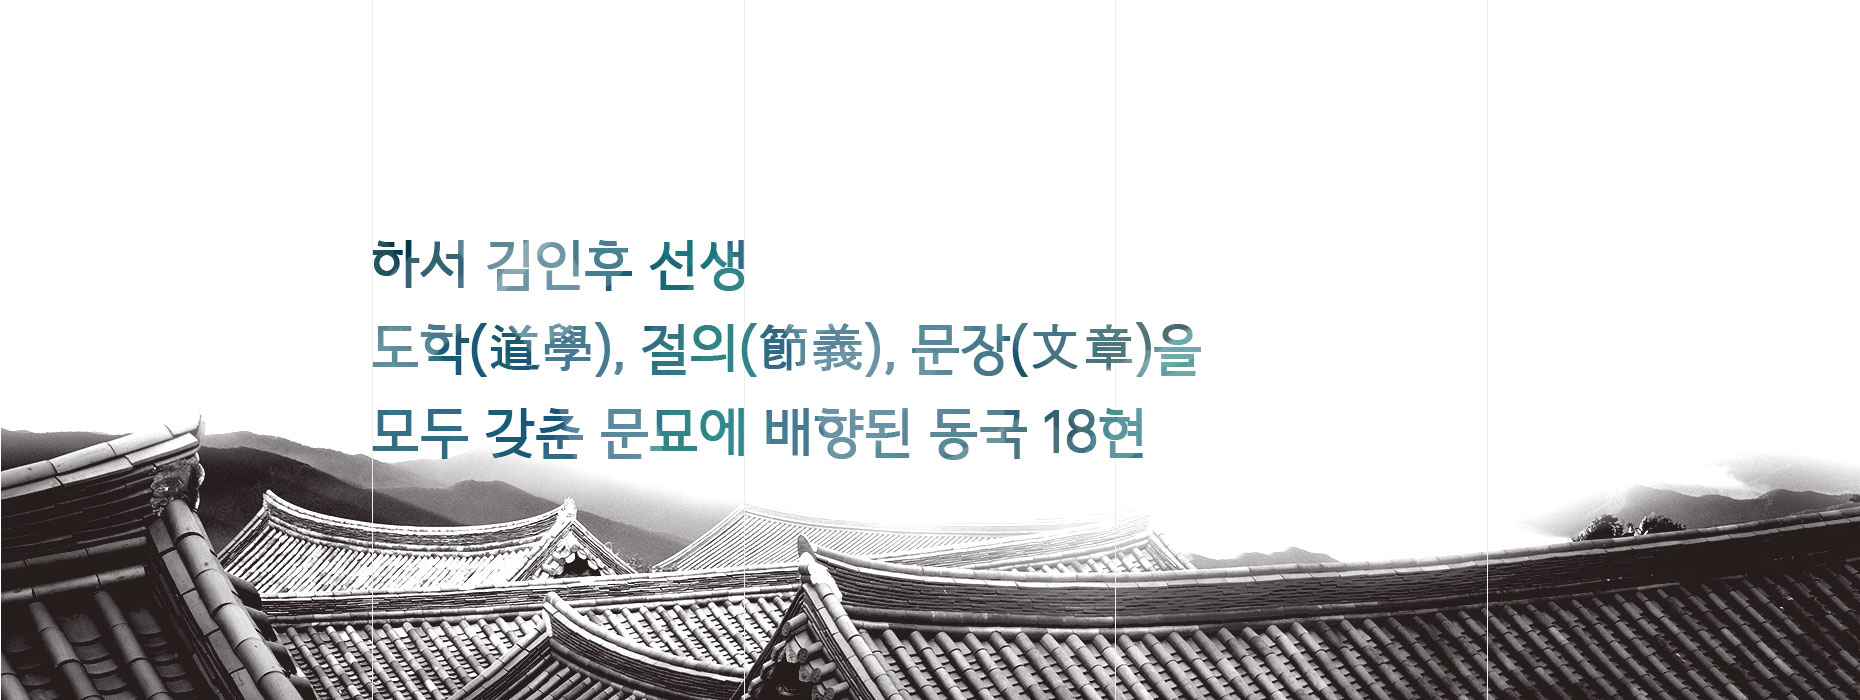 하서 김인후 선생
도학(道學), 절의(節義), 문장(文章)을
모두 갖춘 문묘에 배향된 동국 18현